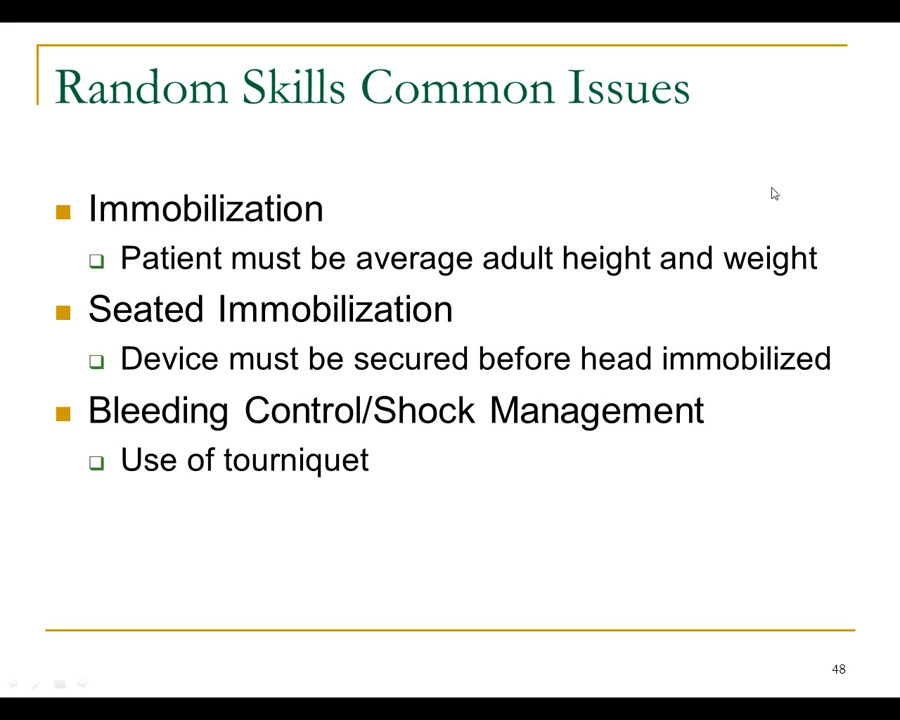 Random Skills Common Issues
Immobilization
Patient must be average adult height and weight
Seated Immobilization
Device must be secured before head immobilized
Bleeding Control/Shock Management
Use of tourniquet
48